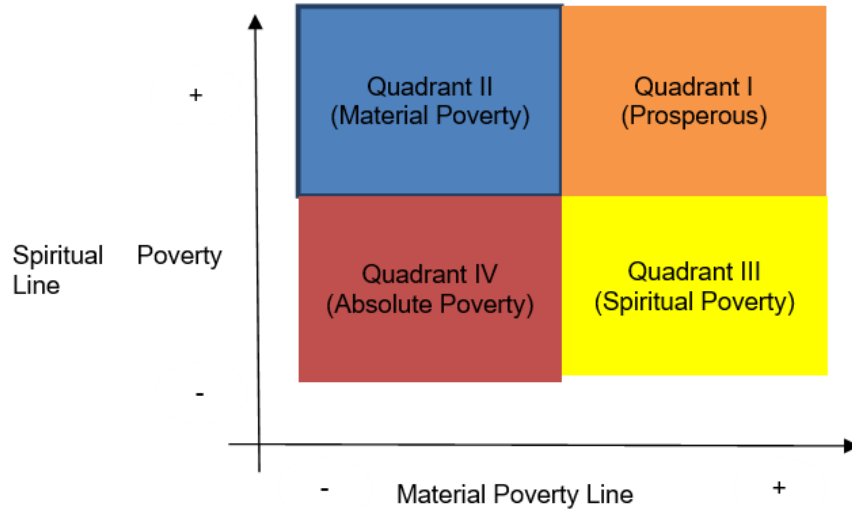 +
Quadrant II
(Material Poverty)
Quadrant I
(Prosperous)
Spiritual Poverty
Line
Quadrant IV
(Absolute Poverty)
Quadrant III
(Spiritual Poverty)
-
- Material Poverty Line +